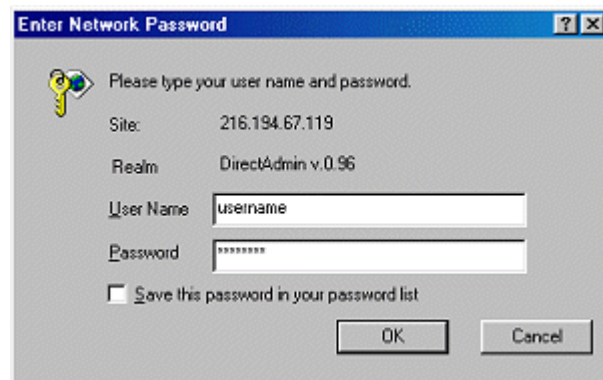 Enter Network Password
Please type your user name and password.
Site: 216.194.67.119
Realm DirectAdmin v.0.96
User Name username
Password ********
Save this password in your password list
OK Cancel